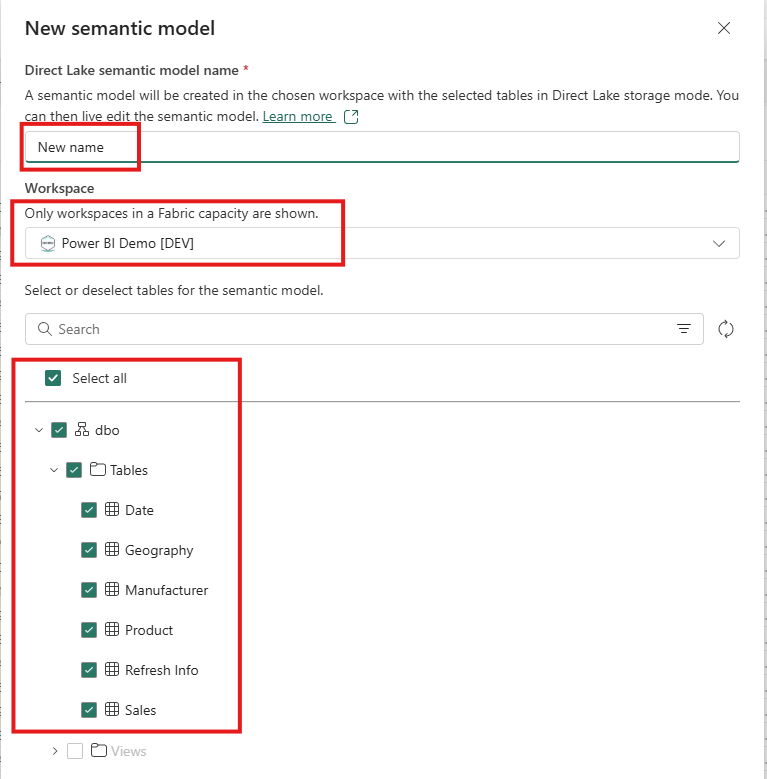 New semantic model
Direct Lake semantic model name *
A semantic model will be created in the chosen workspace with the selected tables in Direct Lake storage mode. You
can then live edit the semantic model. Learn more
New name
Workspace
Only workspaces in a Fabric capacity are shown.
Power BI Demo [DEV]
Select or deselect tables for the semantic model.
Search
Select all
dbo
Tables
Date
Geography
Manufacturer
Product
Refresh Info
Sales
Views